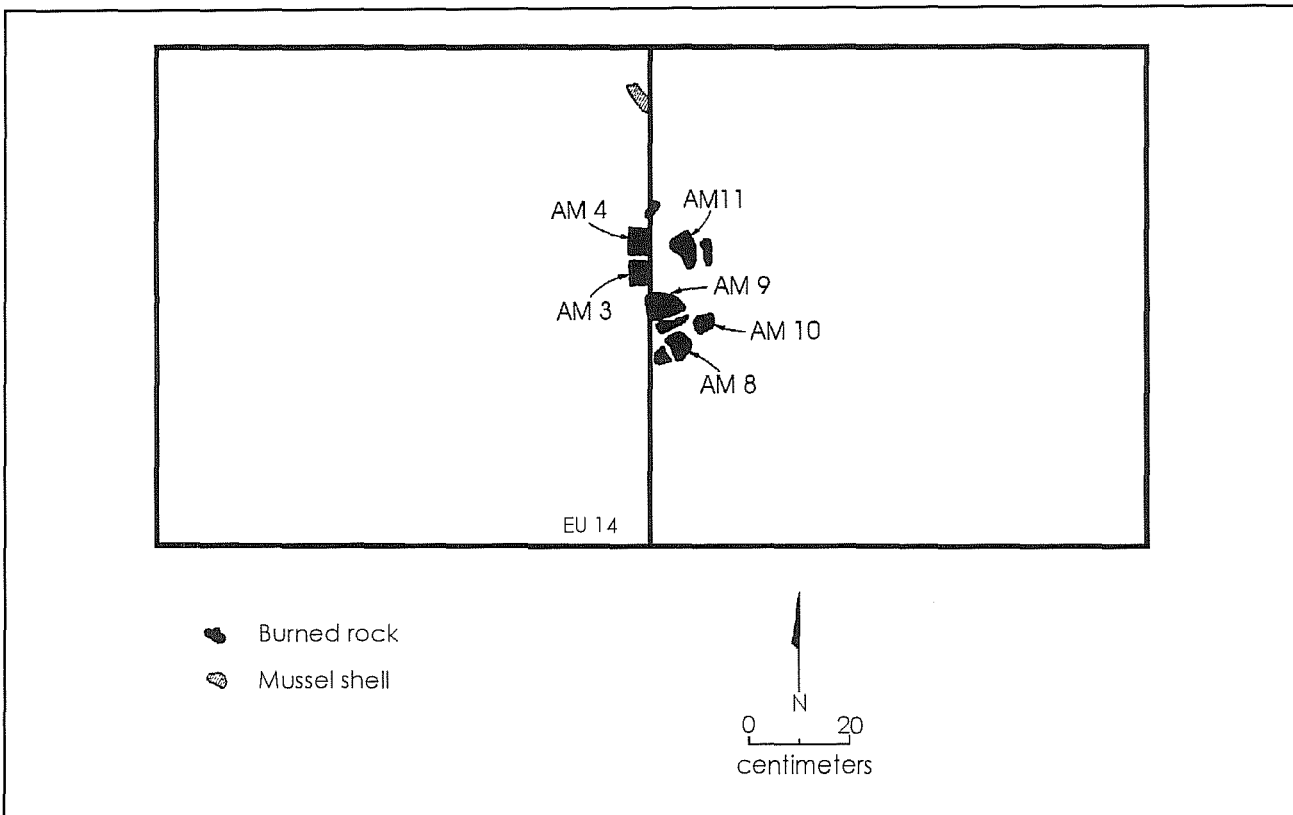 AM 4
AM11
AM 3
AM 9
AM 10
AM 8
EU 14
Burned rock
Mussel shell
N
0 20
centimeters